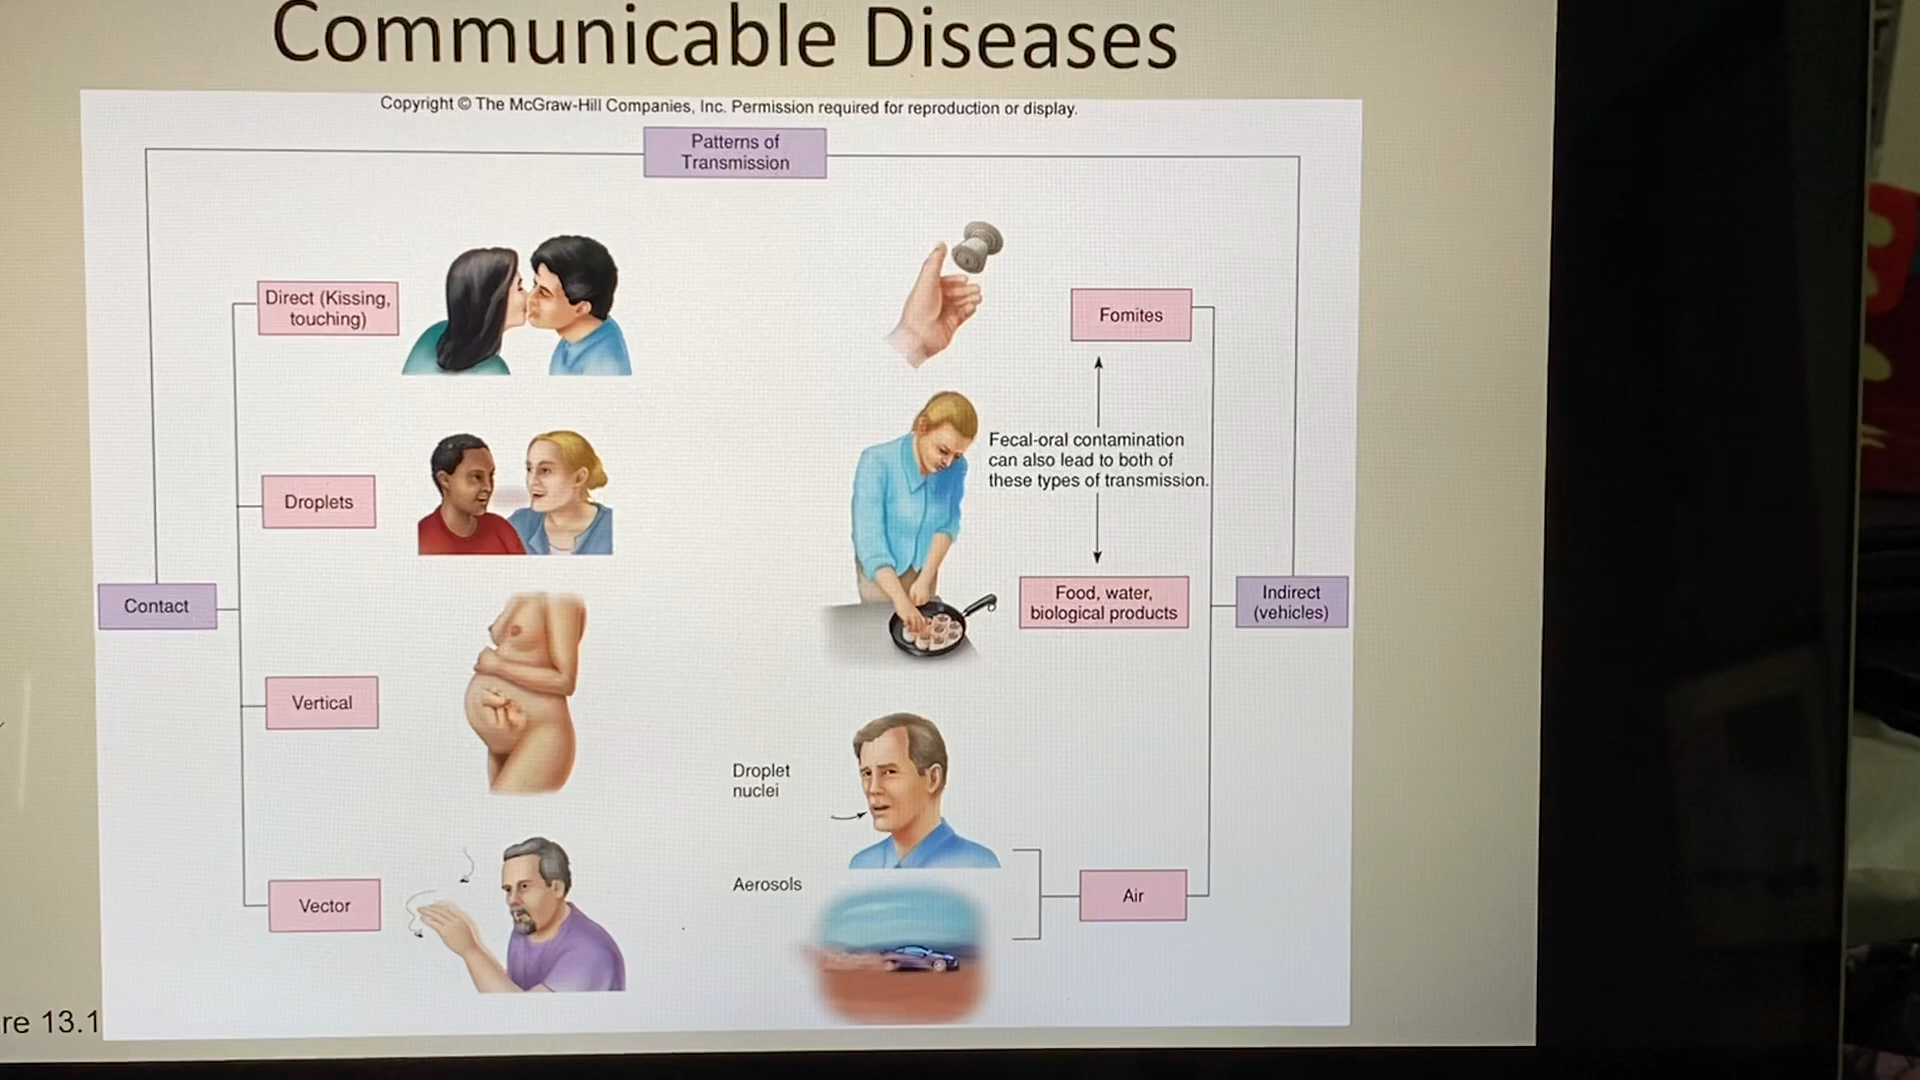 Communicable Diseases
Copyright © The McGraw-Hill Companies, Inc. Permission required for reproduction or display.
Patterns of
Transmission
Direct (Kissing,
touching)
Droplets
Contact
Vertical
Vector
Fomites
Fecal-oral contamination
can also lead to both of
these types of transmission.
Food, water,
biological products
Indirect
(vehicles)
Droplet
nuclei
Aerosols
Air
re 13.1